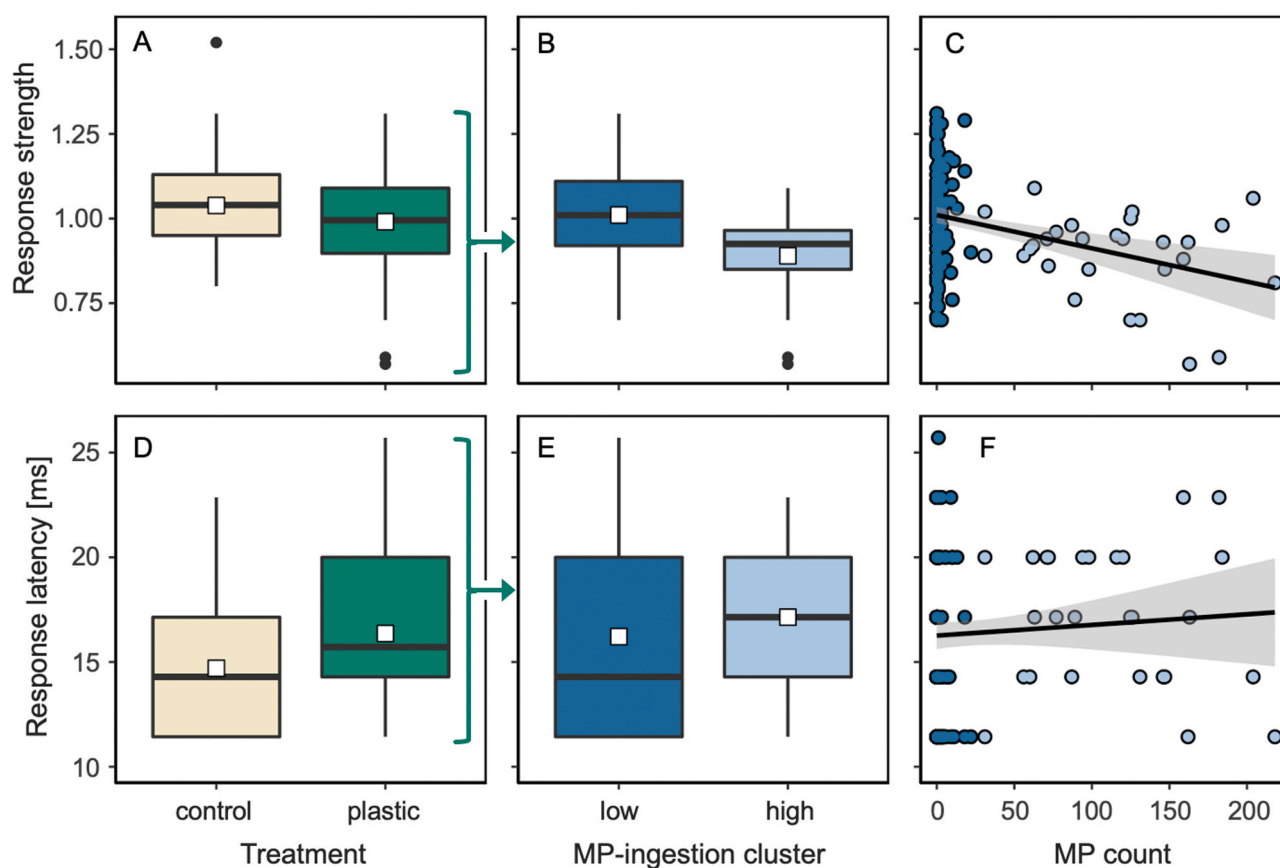 A
B
C
Response strength
1.50
1.25
1.00
0.75
D
E
F
Response latency [ms]
25
20
15
10
control
plastic
low
high
0
50
100
150
200
Treatment
MP-ingestion cluster
MP count